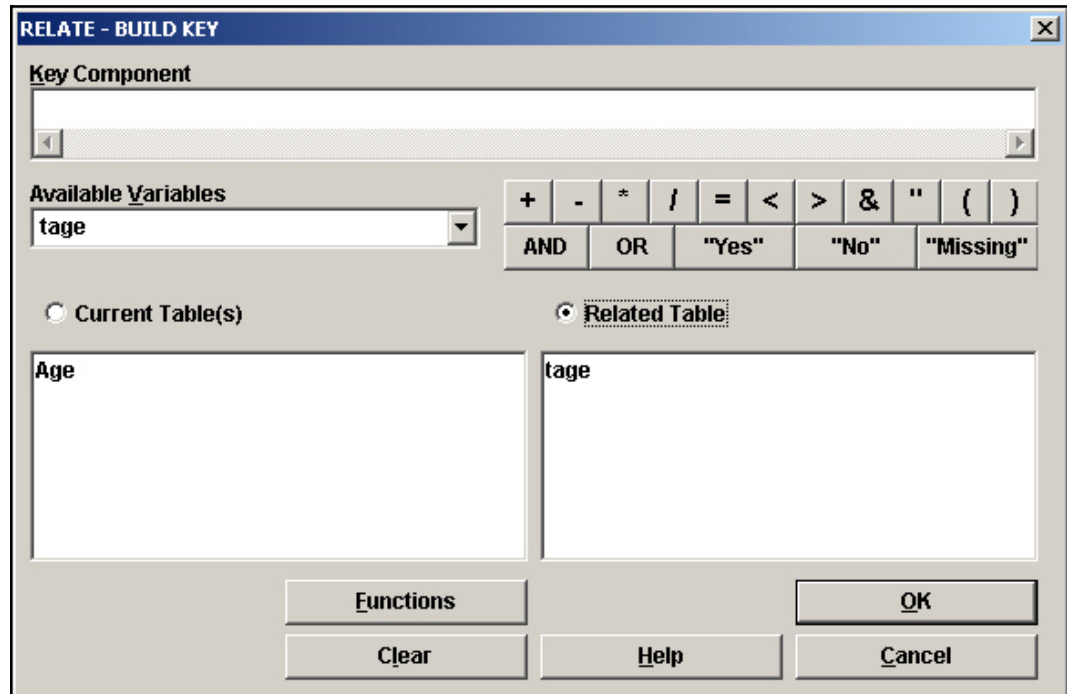 RELATE - BUILD KEY
Key Component
Available Variables
tage
+ - * / = < > & " ( )
AND OR "Yes" "No" "Missing"
Current Table(s) Related Table
Age tage
Functions OK
Clear Help Cancel